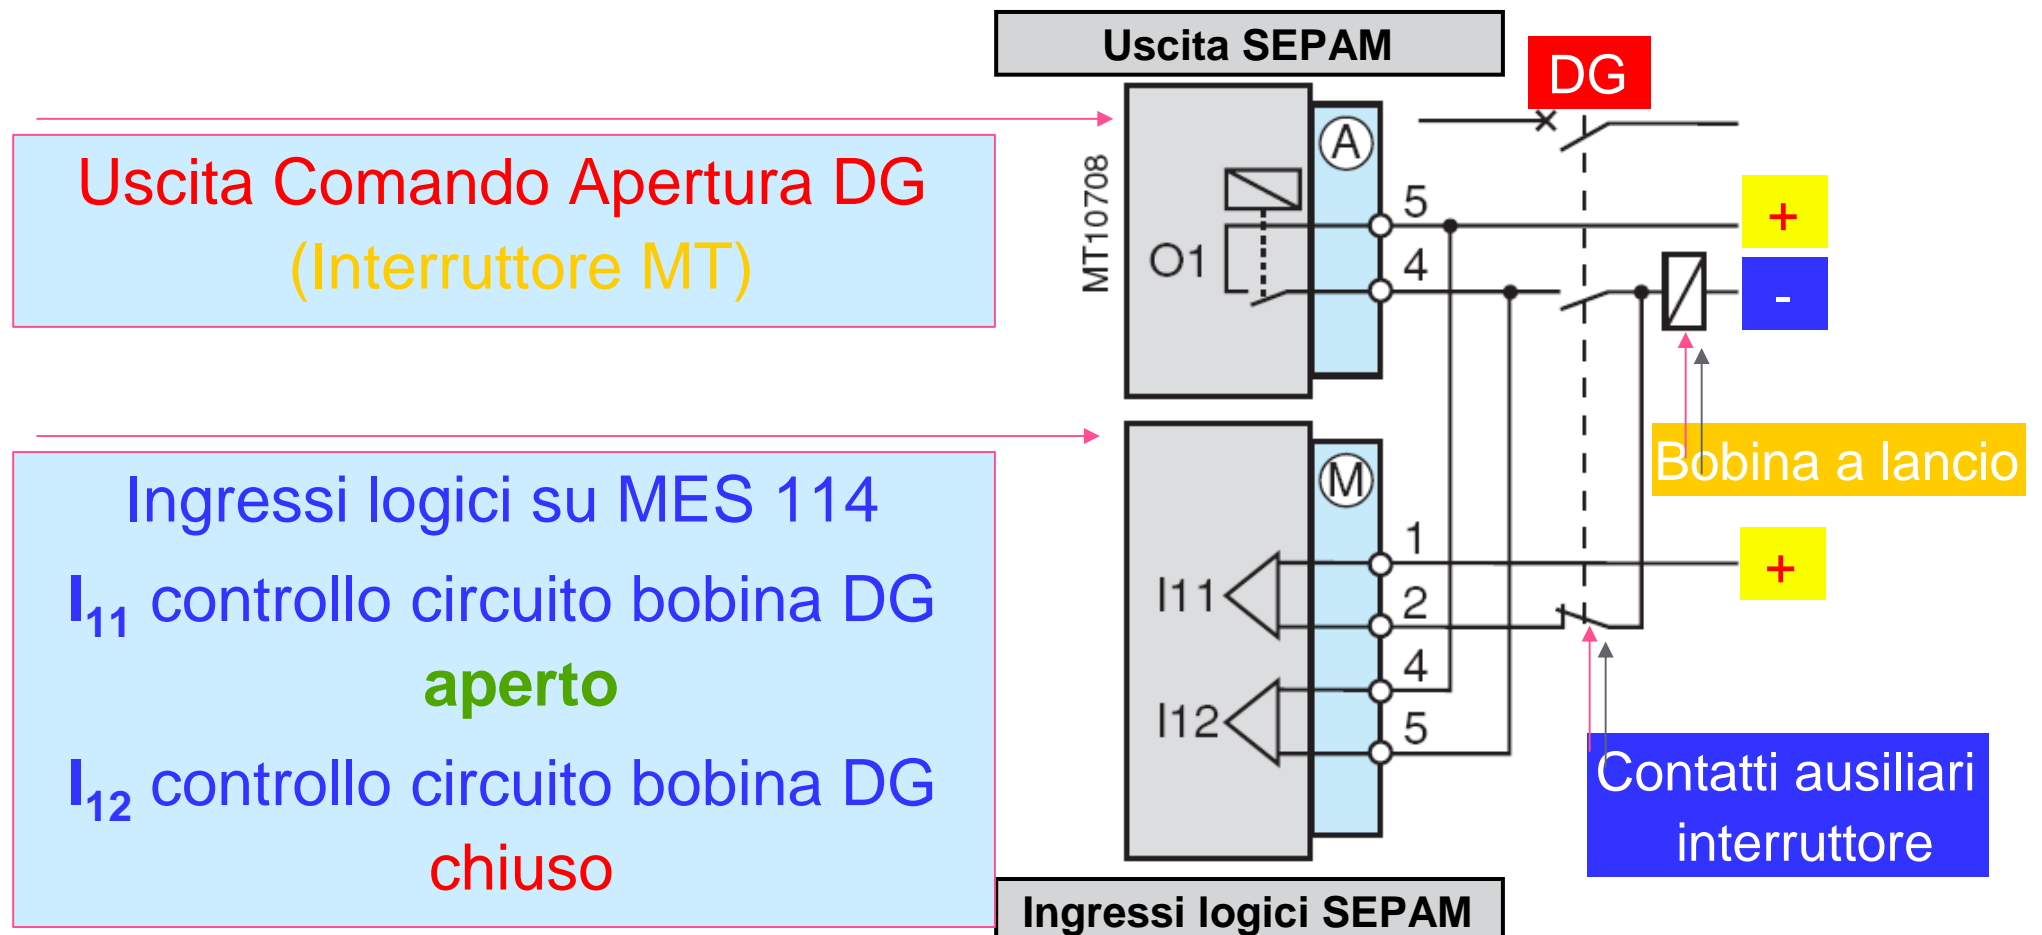 Uscita SEPAM
DG
Uscita Comando Apertura DG
(Interruttore MT)
MT10708
A
5
4
O1
+
-
Bobina a lancio
Ingressi logici su MES 114
I11 controllo circuito bobina DG
aperto
I12 controllo circuito bobina DG
chiuso
M
1
2
4
5
I11
I12
+
Contatti ausiliari
interruttore
Ingressi logici SEPAM